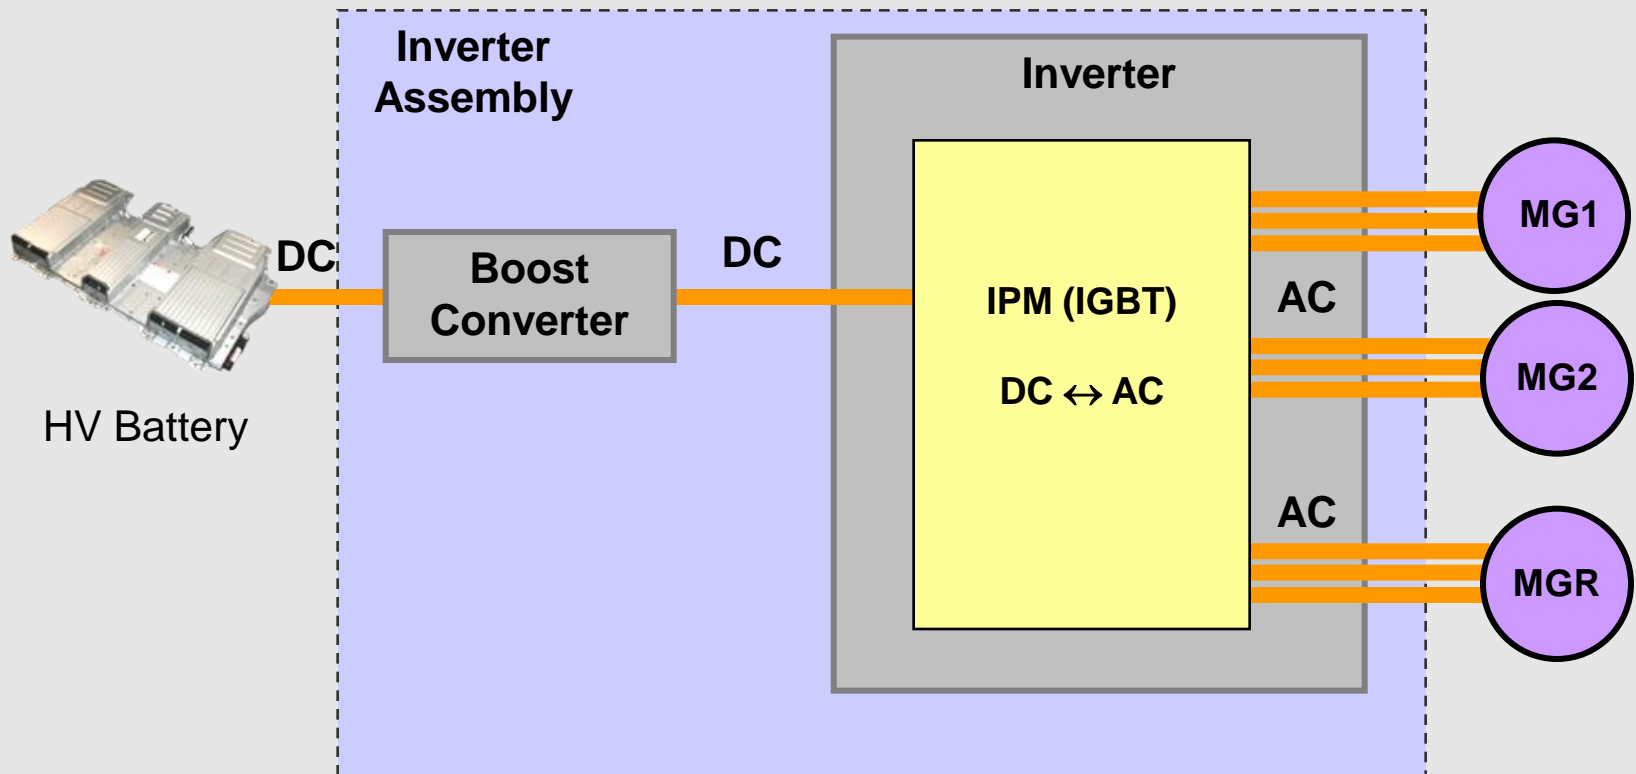 Inverter
Assembly
Inverter
DC
Boost
Converter
DC
IPM (IGBT)
DC ↔ AC
AC
AC
MG1
MG2
MGR
HV Battery